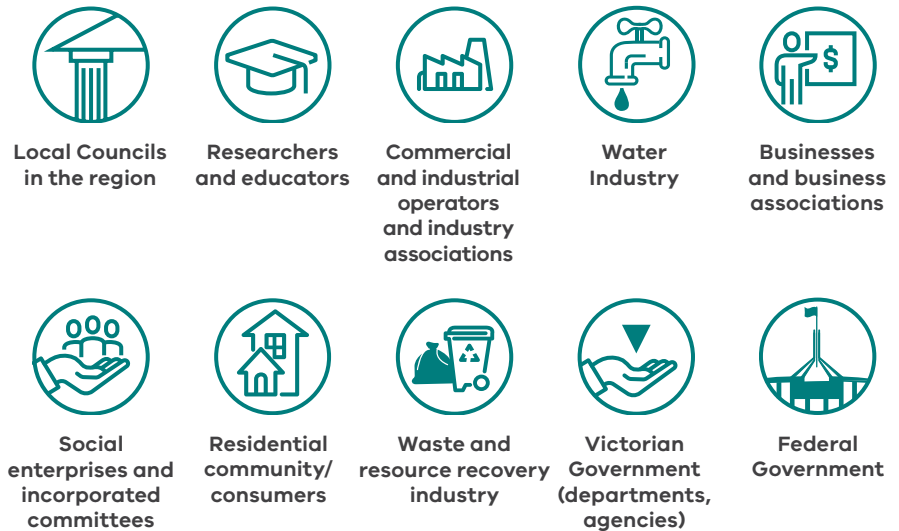 $
Local Councils
in the region
Researchers
and educators
Commercial
and industrial
operators
and industry
associations
Water
Industry
Businesses
and business
associations
Social
enterprises and
incorporated
committees
Residential
community/
consumers
Waste and
resource recovery
industry
Victorian
Government
(departments,
agencies)
Federal
Government